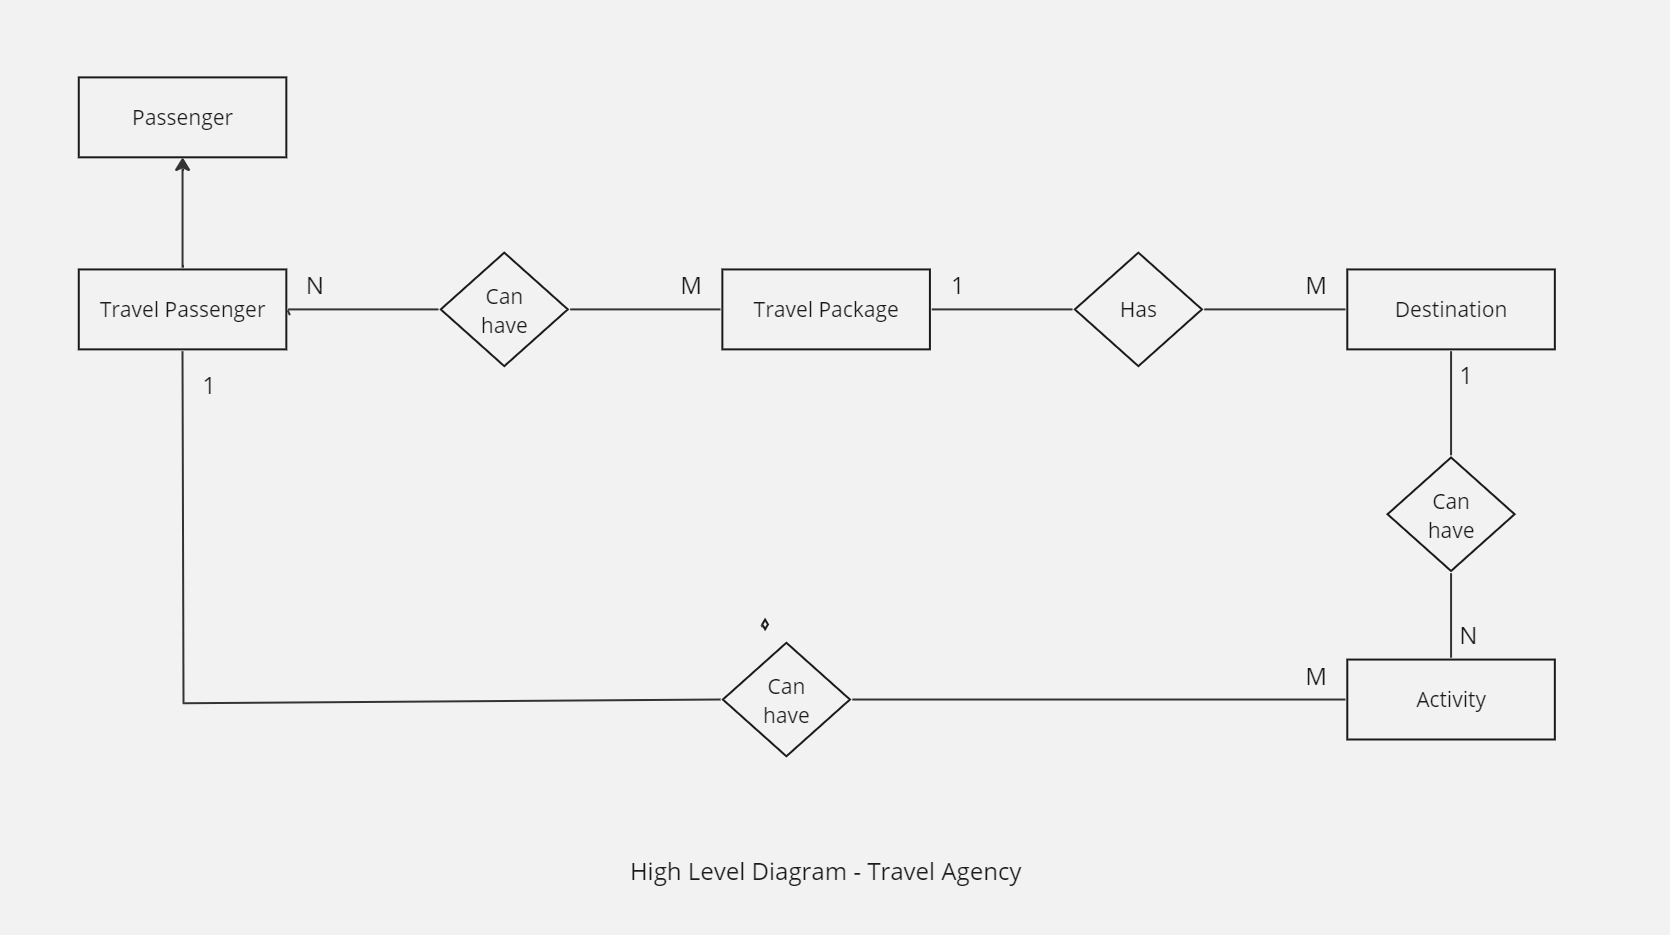 Passenger
Travel Passenger
N
Can
have
M
Travel Package
1
Has
M
Destination
1
1
Can
have
N
Can
have
M
Activity
High Level Diagram - Travel Agency